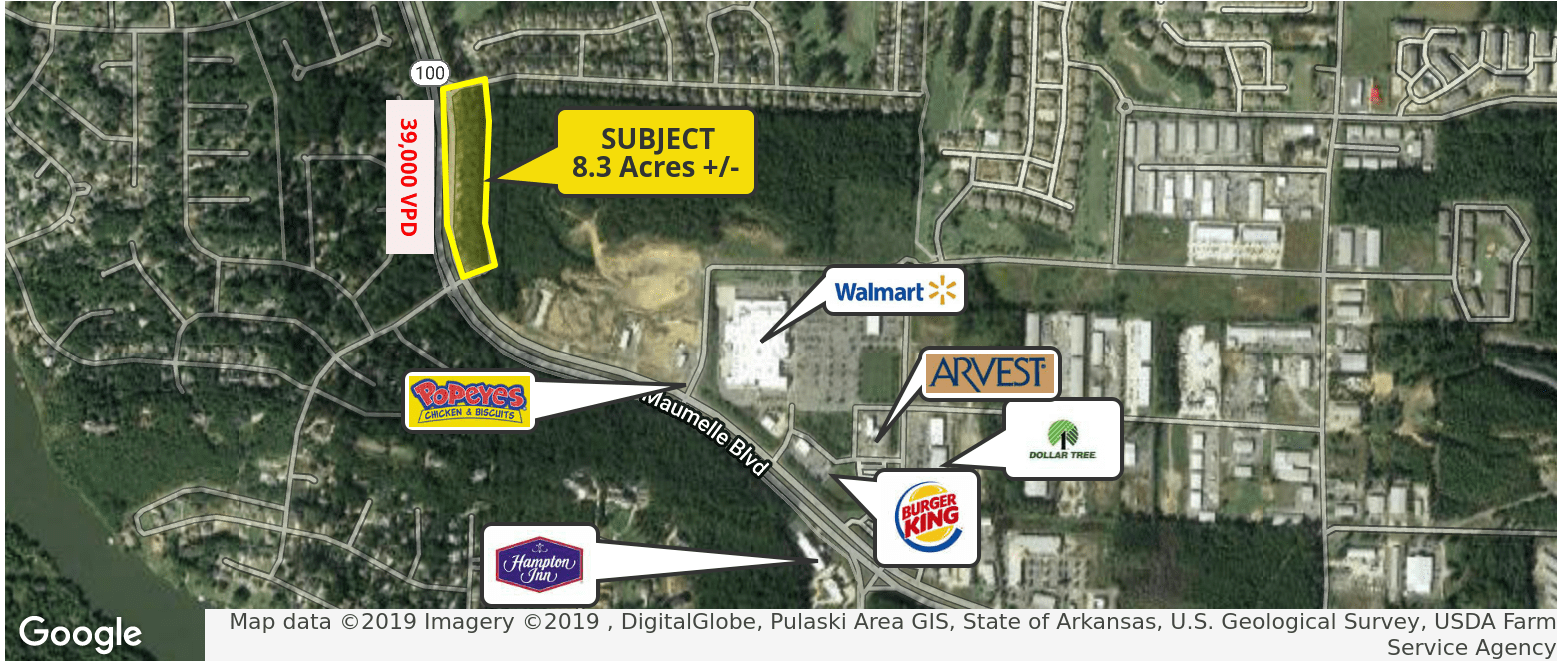 100
39,000 VPD
SUBJECT
8.3 Acres +/-
Walmart
ARVEST
POPEYES
CHICKEN & BISCUITS
Maumelle Blvd
DOLLAR TREE
BURGER
KING
Hampton
Inn
Google
Map data ©2019 Imagery ©2019 , DigitalGlobe, Pulaski Area GIS, State of Arkansas, U.S. Geological Survey, USDA Farm
Service Agency